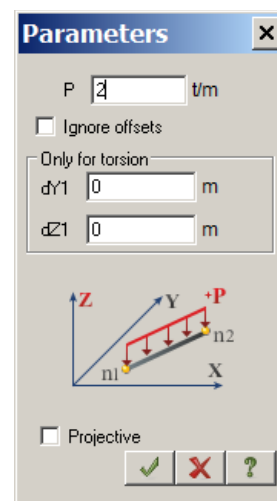 Parameters
P 2 t/m
Ignore offsets
Only for torsion
dY1 0 m
dZ1 0 m
Z Y +P
n2
n1 X
Projective
?